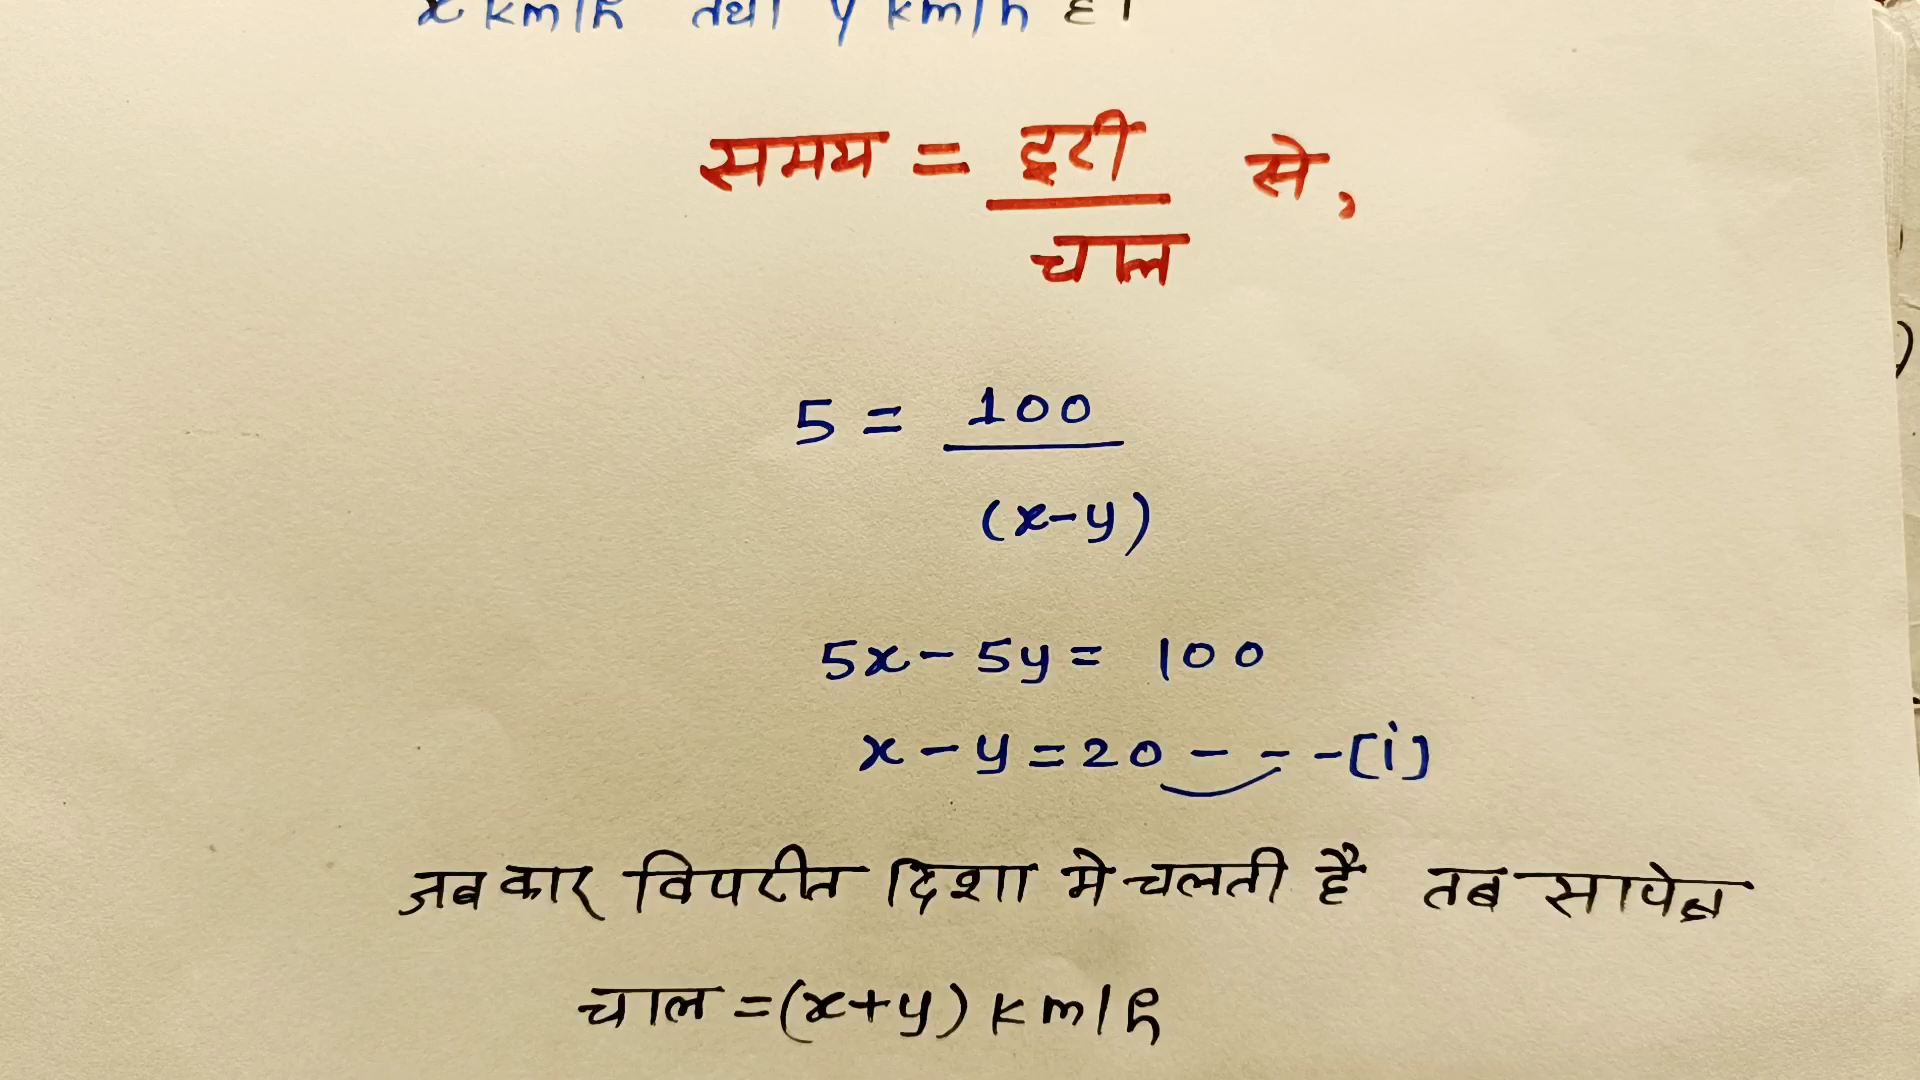 x km/h तथा y km/h है।
समय = दूरी से,
चाल
5 = 100
(x-y)
5x - 5y = 100
x - y = 20 - - -[i]
जब कार विपरीत दिशा मे चलती है तब सापेक्ष
चाल = (x+y) km/h